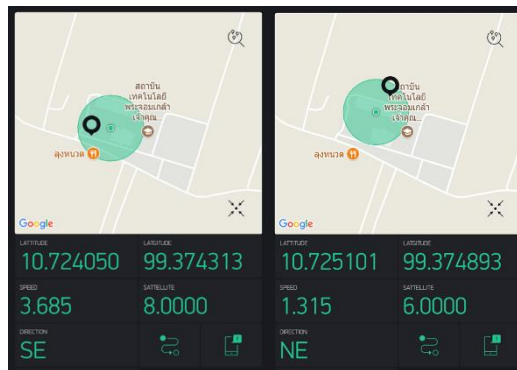 สถาบัน
เทคโนโลยี
พระจอมเกล้า
เจ้าคุณ...
ลุงหนวด
Google
LATTITUDE
LATGITUDE
10.724050
99.374313
SPEED
SATTELLITE
3.685
8.0000
DIRECTION
SE
สถาบัน
เทคโนโลยี
พระจอมเกล้า
เจ้าคุณ...
ลุงหนวด
Google
LATTITUDE
LATGITUDE
10.725101
99.374893
SPEED
SATTELLITE
1.315
6.0000
DIRECTION
NE